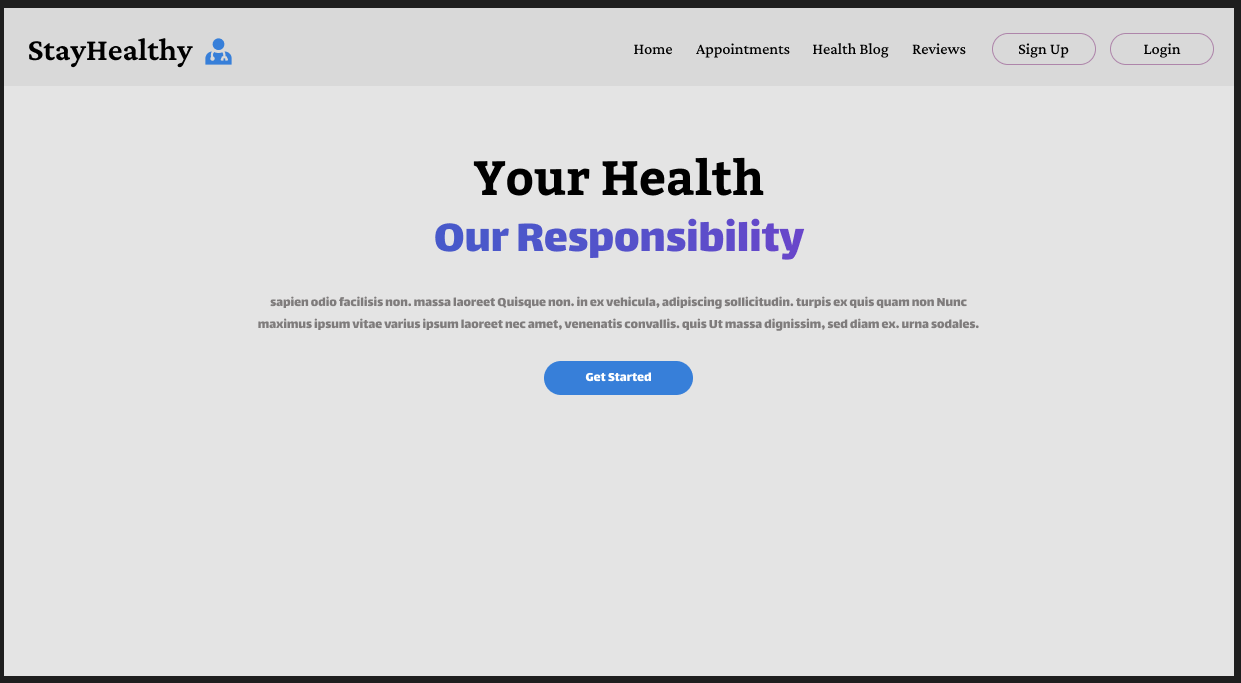 StayHealthy
Home Appointments Health Blog Reviews Sign Up Login
Your Health
Our Responsibility
sapien odio facilisis non. massa laoreet Quisque non. in ex vehicula, adipiscing sollicitudin. turpis ex quis quam non Nunc
maximus ipsum vitae varius ipsum laoreet nec amet, venenatis convallis. quis Ut massa dignissim, sed diam ex. urna sodales.
Get Started